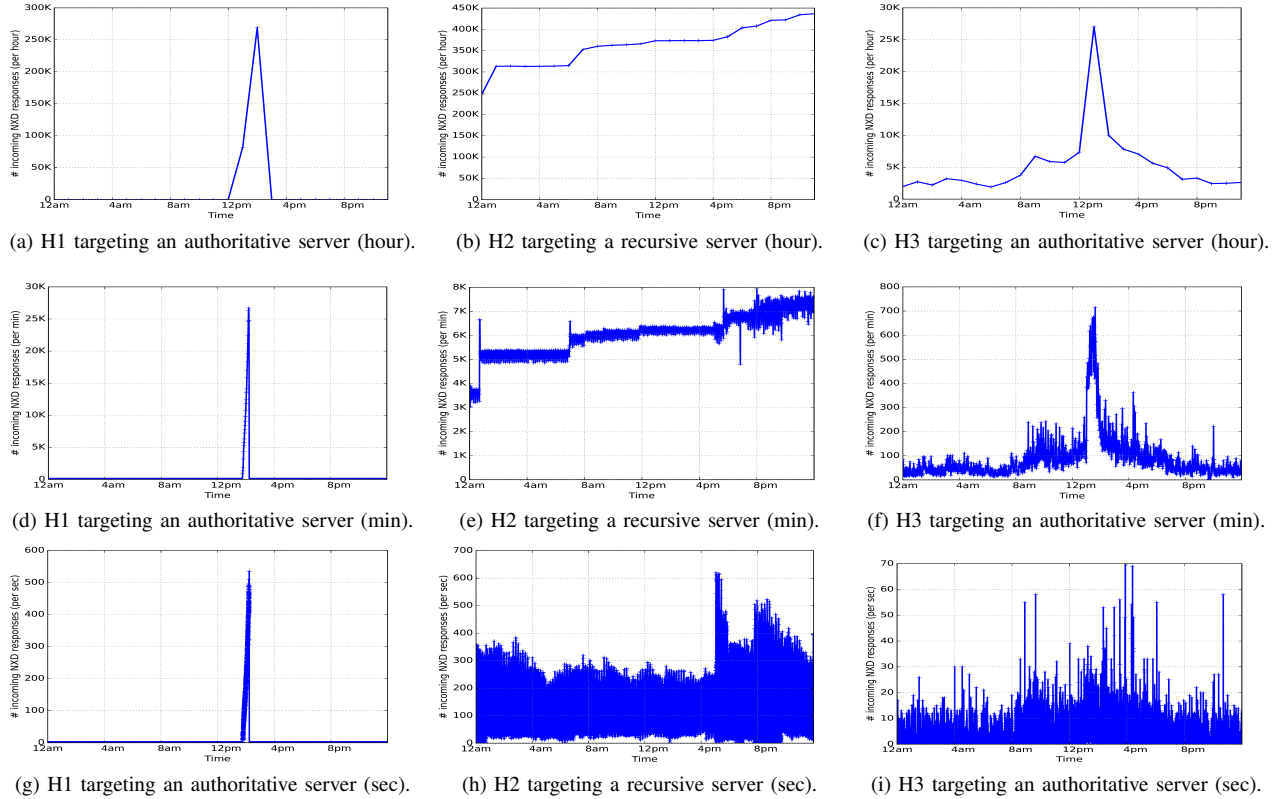 300K
250K
200K
150K
100K
50K
0
12am 4am 12pm 4pm 8pm
Time
# incoming NXD responses (per hour)
(a) H1 targeting an authoritative server (hour).
450K
400K
350K
300K
250K
200K
150K
100K
50K
0
12am 4am 8am 12pm 4pm 8pm
Time
# incoming NXD responses (per hour)
(b) H2 targeting a recursive server (hour).
30K
25K
20K
15K
10K
5K
0
12am 4am 8am 12pm 4pm 8pm
Time
# incoming NXD responses (per hour)
(c) H3 targeting an authoritative server (hour).
30K
25K
20K
15K
10K
5K
0
12am 4am 8am 12pm 4pm 8pm
Time
# incoming NXD responses (per min)
(d) H1 targeting an authoritative server (min).
8K
7K
6K
5K
4K
3K
2K
1K
0
12am 4am 8am 12pm 4pm 8pm
Time
# incoming NXD responses (per min)
(e) H2 targeting a recursive server (min).
800
700
600
500
400
300
200
100
0
12am 4am 8am 12pm 4pm 8pm
Time
# incoming NXD responses (per min)
(f) H3 targeting an authoritative server (min).
600
500
400
300
200
100
0
12am 4am 8am 12pm 4pm 8pm
Time
# incoming NXD responses (per sec)
(g) H1 targeting an authoritative server (sec).
700
600
500
400
300
200
100
0
12am 4am 8am 12pm 4pm 8pm
Time
# incoming NXD responses (per sec)
(h) H2 targeting a recursive server (sec).
70
60
50
40
30
20
10
0
12am 4am 8am 12pm 4pm 8pm
Time
# incoming NXD responses (per sec)
(i) H3 targeting an authoritative server (sec).